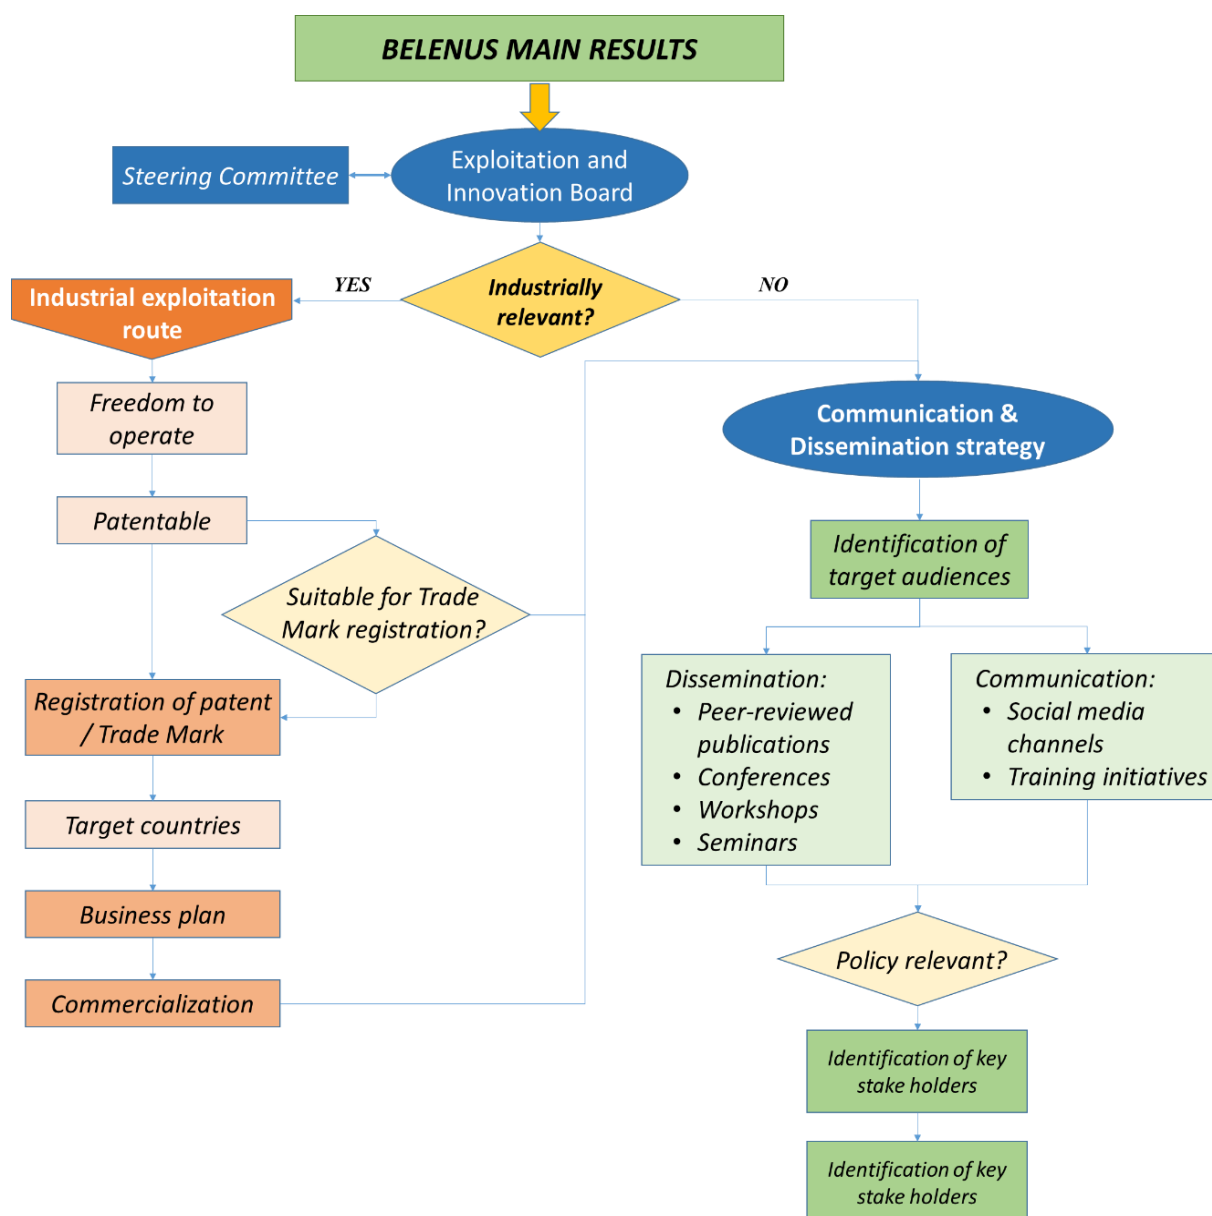 BELENUS MAIN RESULTS
Steering Committee
Exploitation and
Innovation Board
YES
Industrially
relevant?
NO
Industrial exploitation
route
Freedom to
operate
Communication &
Dissemination strategy
Patentable
Suitable for Trade
Mark registration?
Identification of
target audiences
Registration of patent
/ Trade Mark
Dissemination:
• Peer-reviewed
publications
• Conferences
• Workshops
• Seminars
Communication:
• Social media
channels
• Training initiatives
Target countries
Business plan
Commercialization
Policy relevant?
Identification of key
stake holders
Identification of key
stake holders